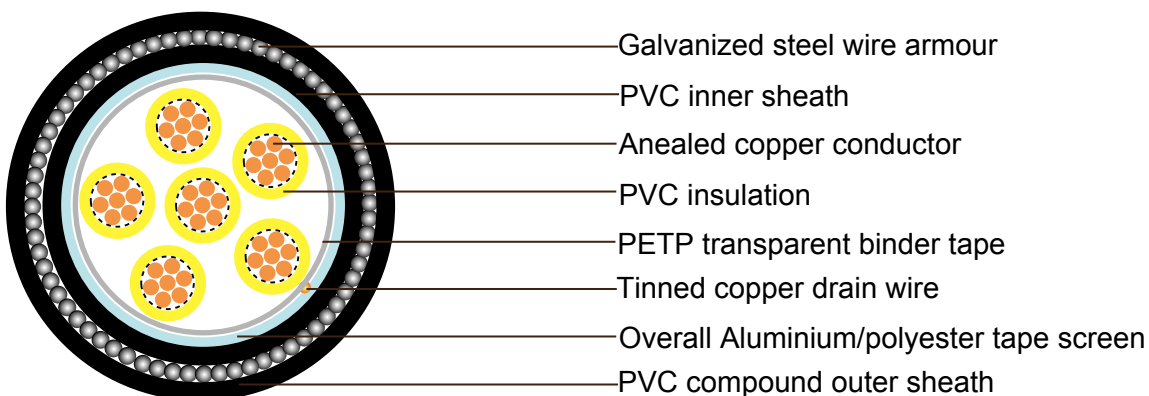 Galvanized steel wire armour
PVC inner sheath
Anealed copper conductor
PVC insulation
PETP transparent binder tape
Tinned copper drain wire
Overall Aluminium/polyester tape screen
PVC compound outer sheath